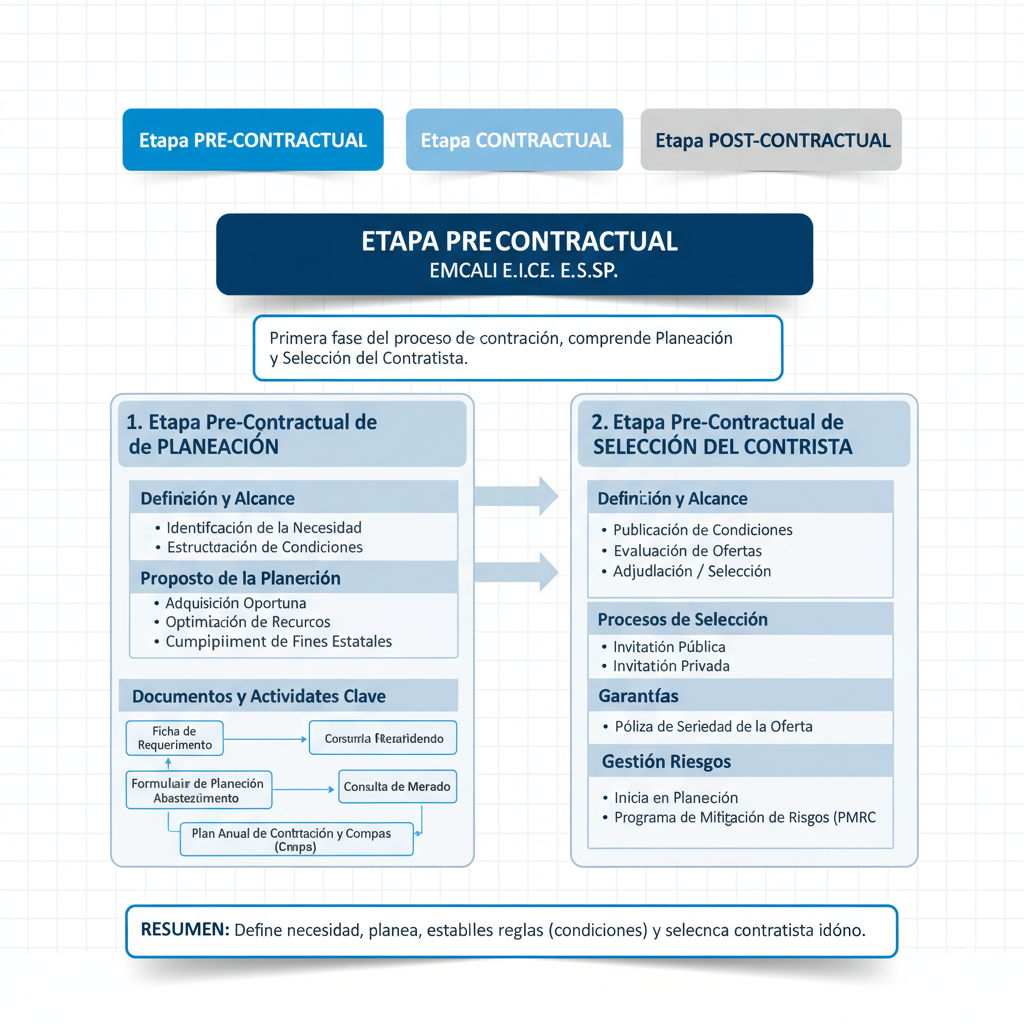 Etapa PRE-CONTRACTUAL
Etapa CONTRACTUAL
Etapa POST-CONTRACTUAL
ETAPA PRECONTRACTUAL
EMCALI E.I.CE. E.S.SP.
Primera fase del proceso de contración, comprende Planeación
y Selección del Contratista.
1. Etapa Pre-Contractual de
de PLANEACIÓN
Definición y Alcance
• Identifcación de la Necesidad
• Estructuración de Condiciones
Proposto de la Planerción
• Adquisición Oportuna
• Optimiación de Recurcos
• Cumpipiiment de Fines Estatales
Documentos y Actividates Clave
Ficha de
Requerimento
Formulair de Planeción
Abastezimento
Consulta de Merado
Plan Anual de Contrtación y Compas
(Cmps)
2. Etapa Pre-Contractual de
SELECCIÓN DEL CONTRISTA
Definición y Alcance
• Publicación de Condiciones
• Evaluación de Ofertas
• Adjudlación / Selección
Procesos de Selección
• Invitatión Pública
• Invitatión Privada
Garantías
• Póliza de Seriedad de la Oferta
Gestión Riesgos
• Inicia en Planeción
• Programa de Mitigación de Risgos (PMRC
RESUMEN: Define necesidad, planea, establles reglas (condiciones) y selecnca contratista idóno.